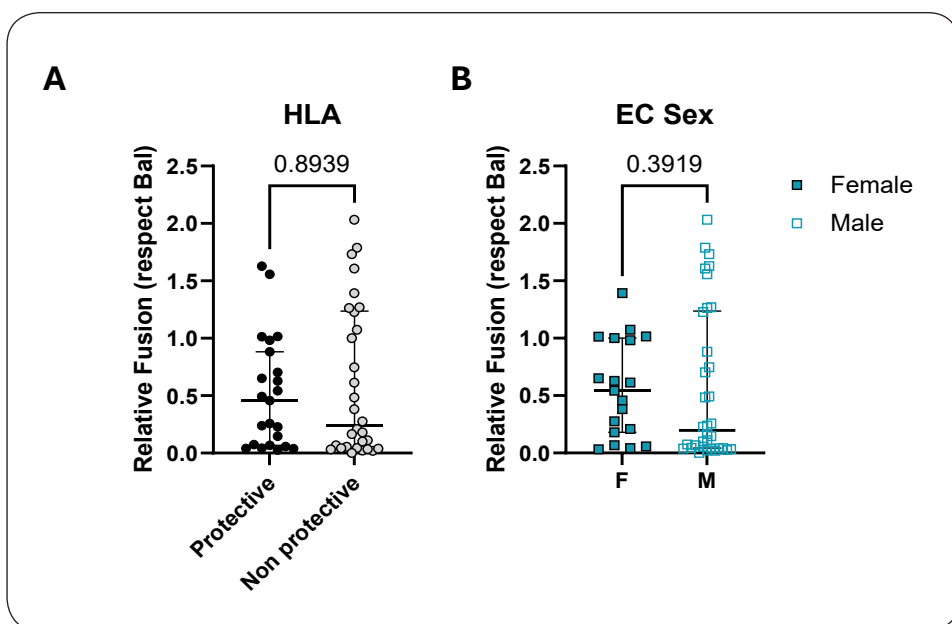 A
HLA
0.8939
Relative Fusion (respect Bal)
2.5
2.0
1.5
1.0
0.5
0.0
Protective
Non protective
B
EC Sex
0.3919
Relative Fusion (respect Bal)
2.5
2.0
1.5
1.0
0.5
0.0
F
M
Female
Male